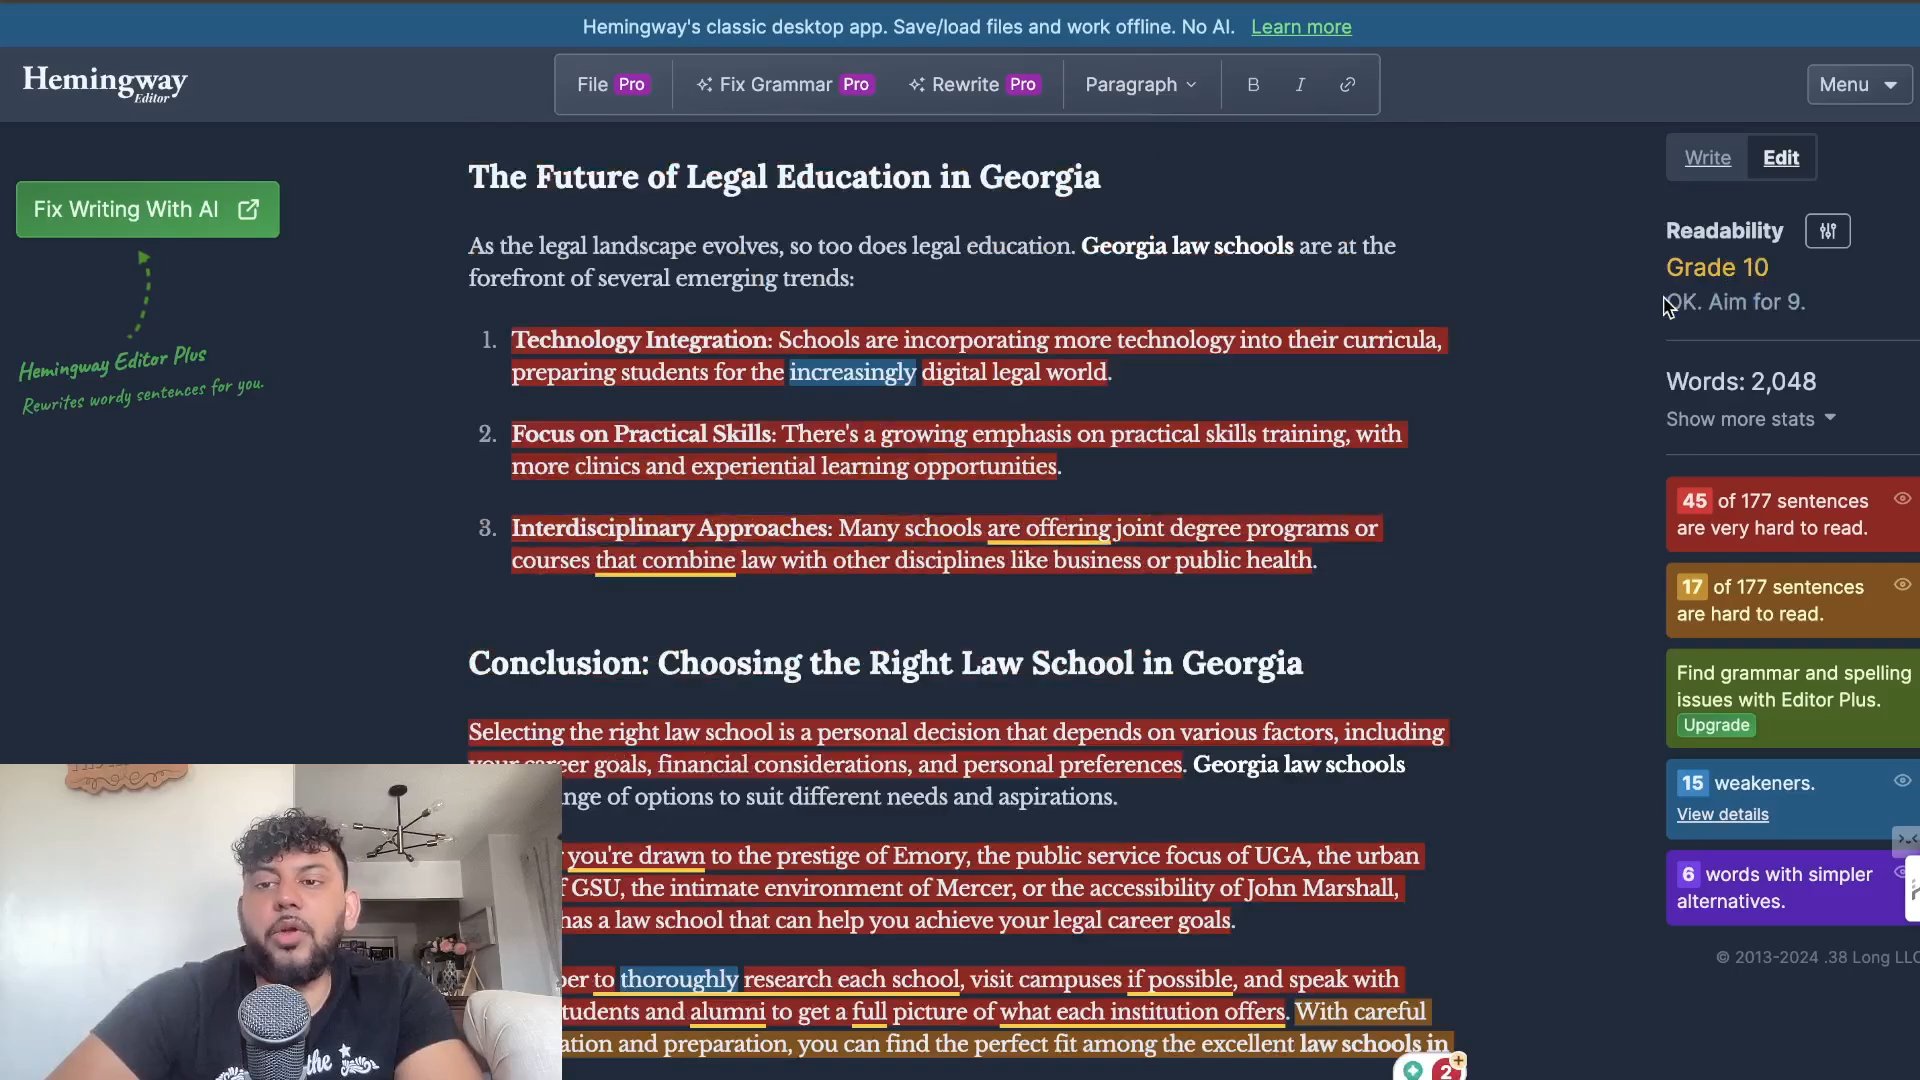 Hemingway's classic desktop app. Save/load files and work offline. No AI. Learn more
Hemingway
Editor
File Pro
Fix Grammar Pro
Rewrite Pro
Paragraph
B
I
Menu
Fix Writing With AI
Hemingway Editor Plus
Rewrites wordy sentences for you.
The Future of Legal Education in Georgia
As the legal landscape evolves, so too does legal education. Georgia law schools are at the
forefront of several emerging trends:
1. Technology Integration: Schools are incorporating more technology into their curricula,
preparing students for the increasingly digital legal world.
2. Focus on Practical Skills: There's a growing emphasis on practical skills training, with
more clinics and experiential learning opportunities.
3. Interdisciplinary Approaches: Many schools are offering joint degree programs or
courses that combine law with other disciplines like business or public health.
Conclusion: Choosing the Right Law School in Georgia
Selecting the right law school is a personal decision that depends on various factors, including
your career goals, financial considerations, and personal preferences. Georgia law schools
nge of options to suit different needs and aspirations.
you're drawn to the prestige of Emory, the public service focus of UGA, the urban
f GSU, the intimate environment of Mercer, or the accessibility of John Marshall,
has a law school that can help you achieve your legal career goals.
ber to thoroughly research each school, visit campuses if possible, and speak with
tudents and alumni to get a full picture of what each institution offers. With careful
ation and preparation, you can find the perfect fit among the excellent law schools in
2
Write
Edit
Readability
Grade 10
OK. Aim for 9.
Words: 2,048
Show more stats
45 of 177 sentences
are very hard to read.
17 of 177 sentences
are hard to read.
Find grammar and spelling
issues with Editor Plus.
Upgrade
15 weakeners.
View details
6 words with simpler
alternatives.
© 2013-2024 .38 Long LLC
the